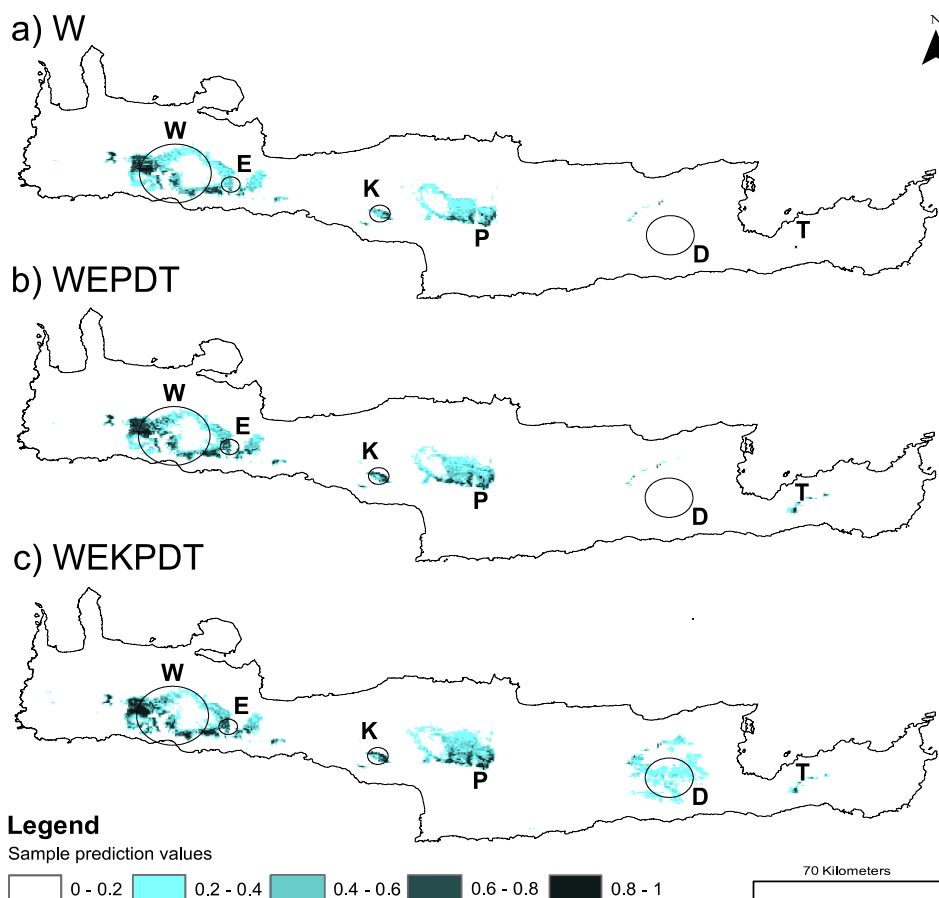 a) W
N
W
E
K
P
D
T
b) WEPDT
W
E
K
P
D
T
c) WEKPDT
W
E
K
P
D
T
Legend
Sample prediction values
70 Kilometers
0 - 0.2 0.2 - 0.4 0.4 - 0.6 0.6 - 0.8 0.8 - 1